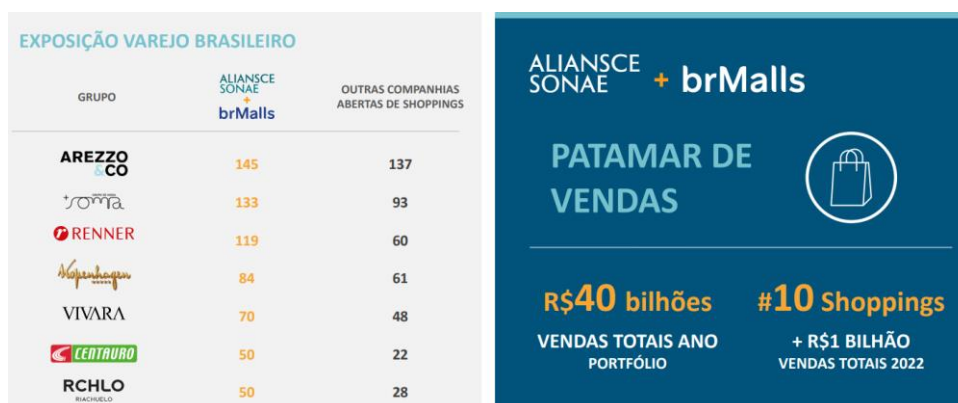 EXPOSIÇÃO VAREJO BRASILEIRO
GRUPO
ALIANSCE
SONAE
+
brMalls
OUTRAS COMPANHIAS
ABERTAS DE SHOPPINGS
AREZZO
&CO
145
137
soma
133
93
RENNER
119
60
Kopenhagen
84
61
VIVARA
70
48
CENTAURO
50
22
RCHLO
RIACHUELO
50
28
ALIANSCE
SONAE + brMalls
PATAMAR DE
VENDAS
R$40 bilhões
VENDAS TOTAIS ANO
PORTFÓLIO
#10 Shoppings
+ R$1 BILHÃO
VENDAS TOTAIS 2022